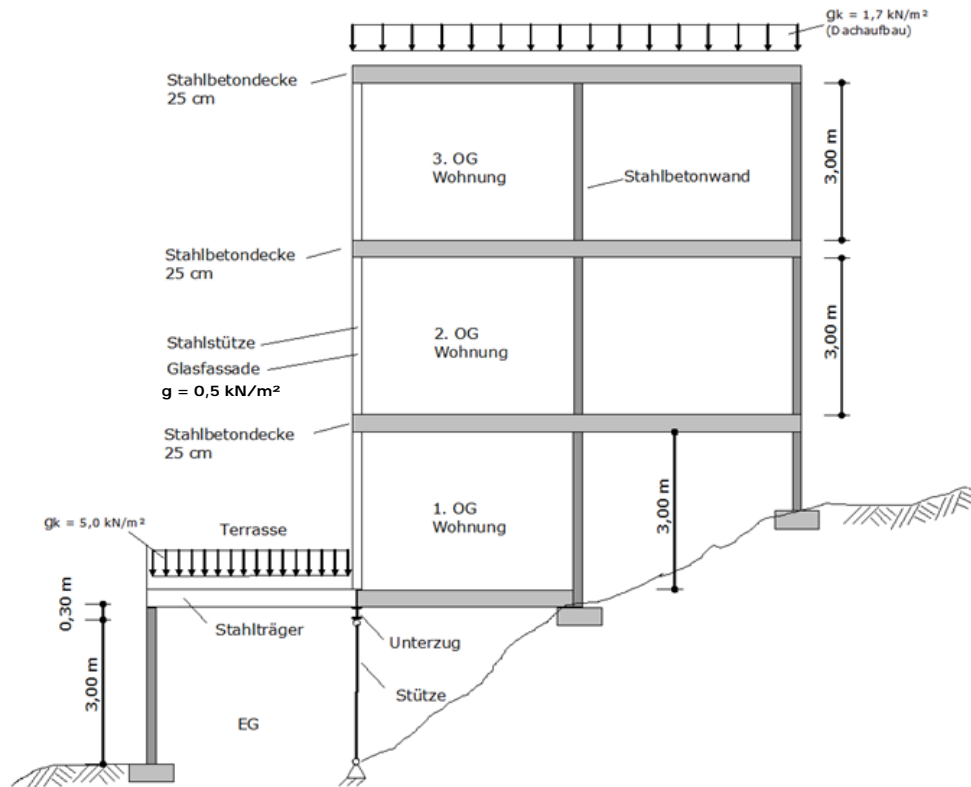 gk = 1,7 kN/m²
(Dachaufbau)
Stahlbetondecke
25 cm
3. OG
Wohnung
Stahlbetonwand
3,00 m
Stahlbetondecke
25 cm
Stahlstütze
Glasfassade
g = 0,5 kN/m²
2. OG
Wohnung
3,00 m
Stahlbetondecke
25 cm
1. OG
Wohnung
3,00 m
gk = 5,0 kN/m²
Terrasse
0,30 m
Stahlträger
Unterzug
3,00 m
Stütze
EG